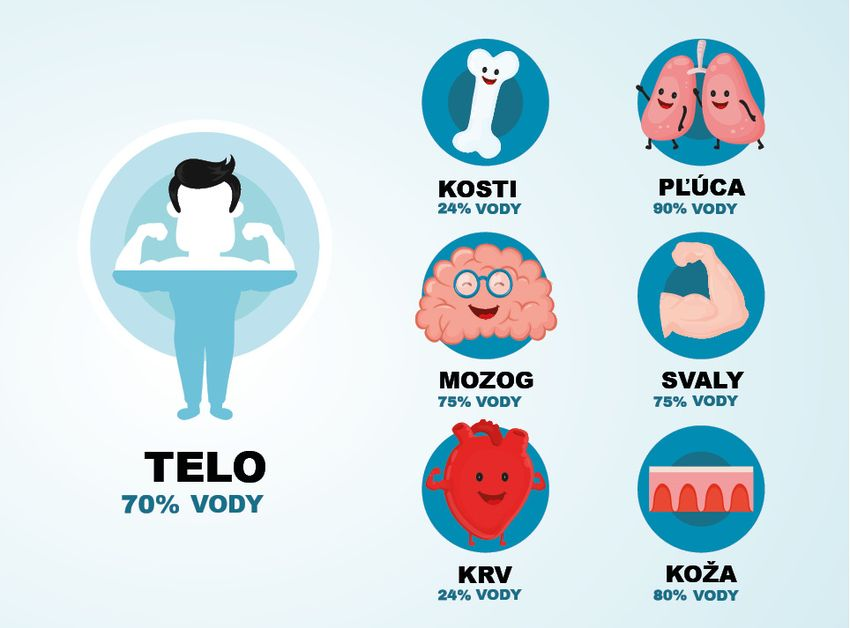 TELO
70% VODY
KOSTI
24% VODY
PĽÚCA
90% VODY
MOZOG
75% VODY
SVALY
75% VODY
KRV
24% VODY
KOŽA
80% VODY